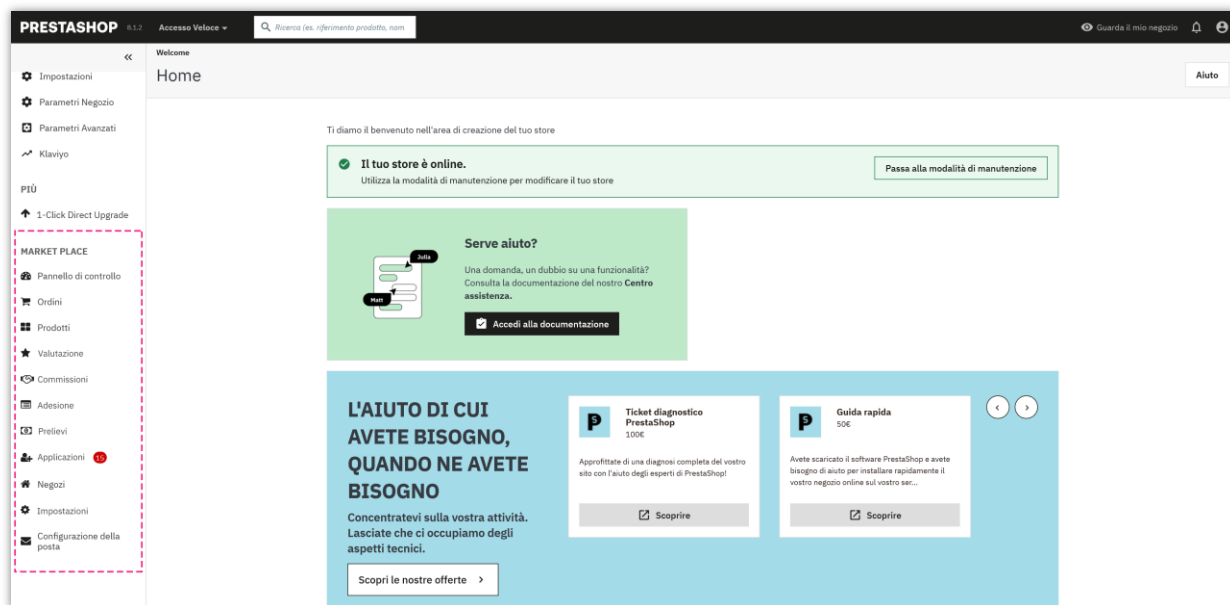 PRESTASHOP 8.1.2 Accesso Veloce Ricerca (es. riferimento prodotto, nom Guarda il mio negozio
Welcome
Home
Aiuto
Impostazioni
Parametri Negozio
Parametri Avanzati
Klaviyo
PIÙ
1-Click Direct Upgrade
MARKET PLACE
Pannello di controllo
Ordini
Prodotti
Valutazione
Commissioni
Adesione
Prelievi
Applicazioni 15
Negozi
Impostazioni
Configurazione della
posta
Ti diamo il benvenuto nell'area di creazione del tuo store
Il tuo store è online.
Utilizza la modalità di manutenzione per modificare il tuo store
Passa alla modalità di manutenzione
Julia
Matt
Serve aiuto?
Una domanda, un dubbio su una funzionalità?
Consulta la documentazione del nostro Centro
assistenza.
Accedi alla documentazione
L'AIUTO DI CUI
AVETE BISOGNO,
QUANDO NE AVETE
BISOGNO
Concentratevi sulla vostra attività.
Lasciate che ci occupiamo degli
aspetti tecnici.
Scopri le nostre offerte
Ticket diagnostico
PrestaShop
100€
Approfittate di una diagnosi completa del vostro
sito con l'aiuto degli esperti di PrestaShop!
Scoprire
Guida rapida
50€
Avete scaricato il software PrestaShop e avete
bisogno di aiuto per installare rapidamente il
vostro negozio online sul vostro ser...
Scoprire